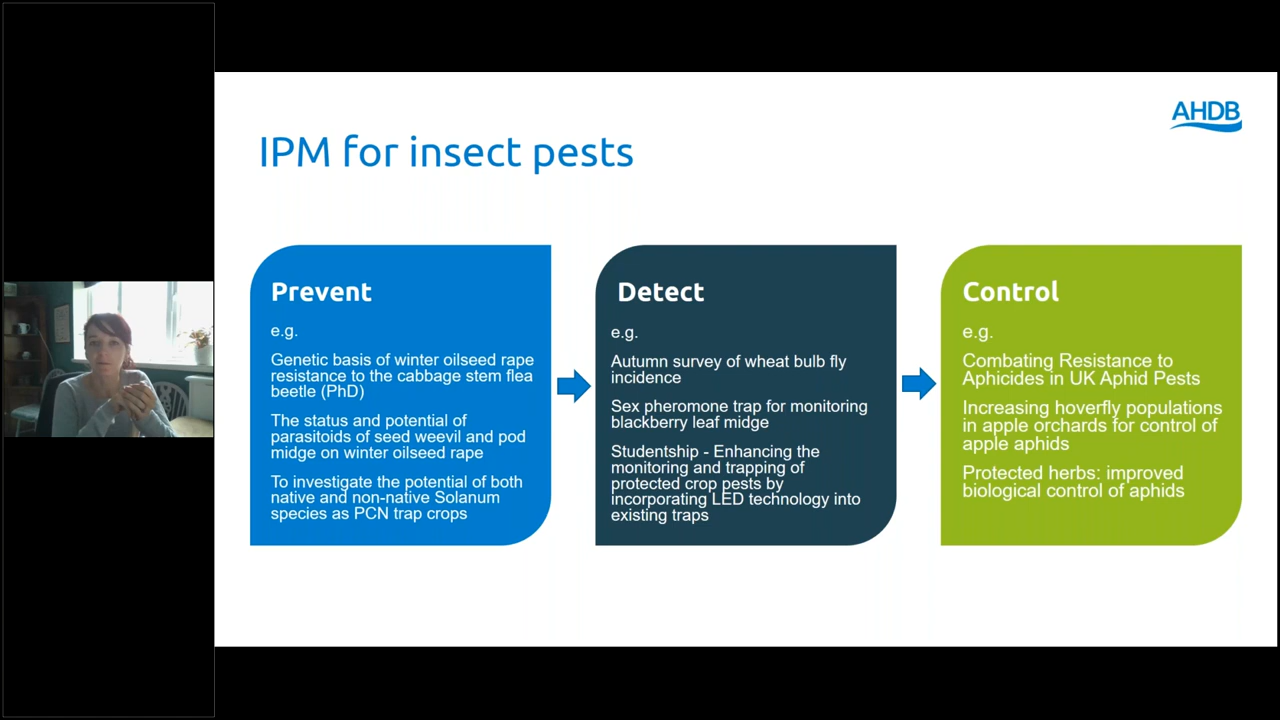 AHDB
IPM for insect pests
Prevent
e.g.
Genetic basis of winter oilseed rape
resistance to the cabbage stem flea
beetle (PhD)
The status and potential of
parasitoids of seed weevil and pod
midge on winter oilseed rape
To investigate the potential of both
native and non-native Solanum
species as PCN trap crops
Detect
e.g.
Autumn survey of wheat bulb fly
incidence
Sex pheromone trap for monitoring
blackberry leaf midge
Studentship - Enhancing the
monitoring and trapping of
protected crop pests by
incorporating LED technology into
existing traps
Control
e.g.
Combating Resistance to
Aphicides in UK Aphid Pests
Increasing hoverfly populations
in apple orchards for control of
apple aphids
Protected herbs: improved
biological control of aphids